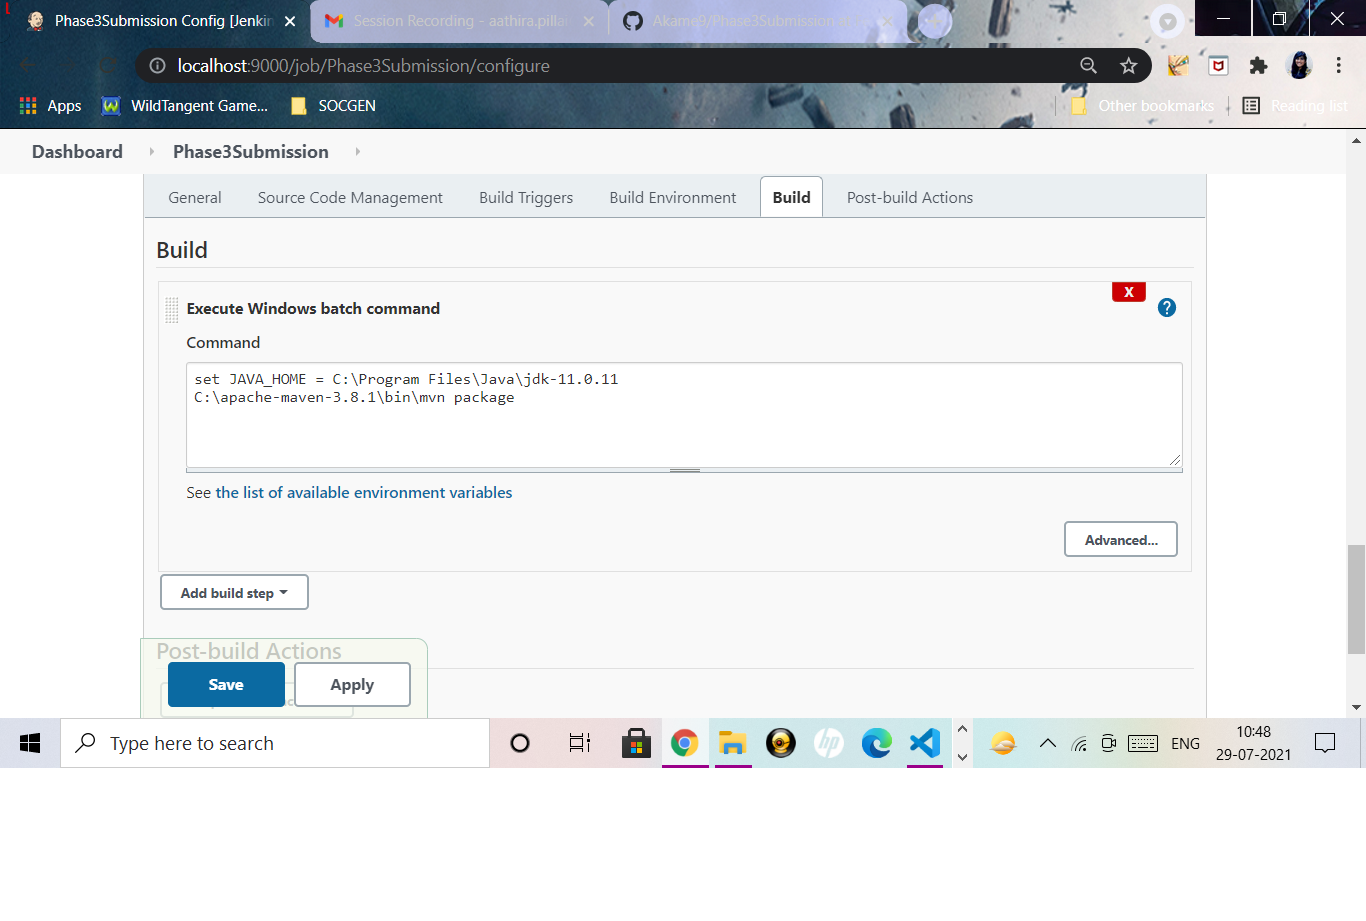 Phase3Submission Config [Jenkin
Session Recording - aathira.pillai
Akame9/Phase3Submission
localhost:9000/job/Phase3Submission/configure
Apps
WildTangent Game...
SOCGEN
Other bookmarks
Reading list
Dashboard
Phase3Submission
General
Source Code Management
Build Triggers
Build Environment
Build
Post-build Actions
Build
X
Execute Windows batch command
?
Command
set JAVA_HOME = C:\Program Files\Java\jdk-11.0.11
C:\apache-maven-3.8.1\bin\mvn package
See the list of available environment variables
Advanced...
Add build step
Post-build Actions
Save
Apply
Type here to search
hp
ENG
10:48
29-07-2021